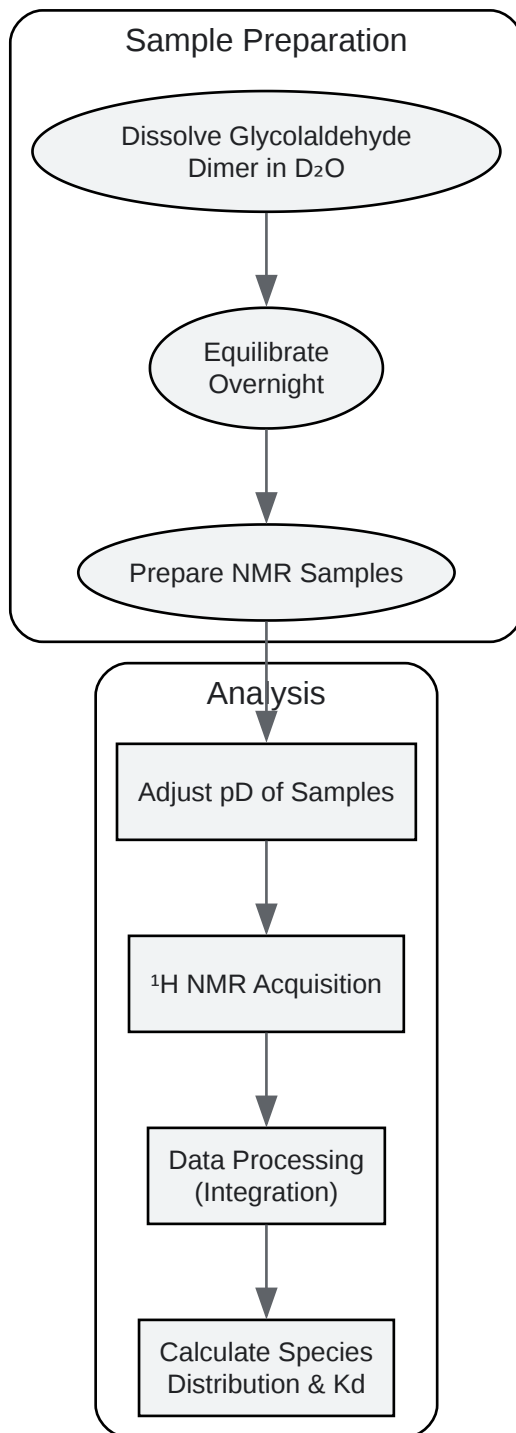 Sample Preparation
Dissolve Glycolaldehyde
Dimer in D₂O
Equilibrate
Overnight
Prepare NMR Samples
Analysis
Adjust pD of Samples
¹H NMR Acquisition
Data Processing
(Integration)
Calculate Species
Distribution & Kd